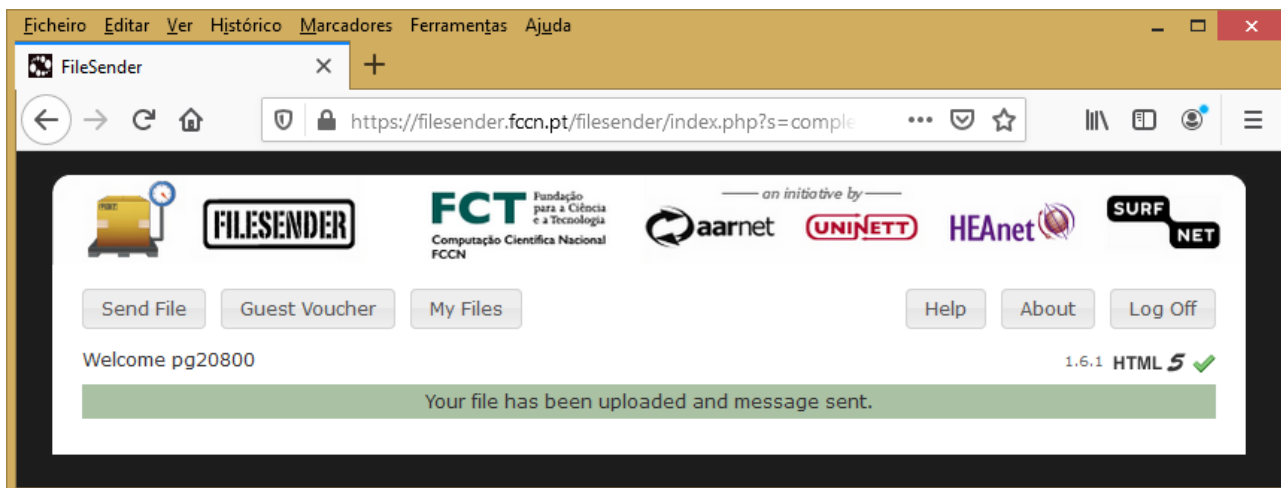 Ficheiro Editar Ver Histórico Marcadores Ferramentas Ajuda
FileSender
https://filesender.fccn.pt/filesender/index.php?s=comple
FILESENDER
FCT Fundação
para a Ciência
e a Tecnologia
Computação Científica Nacional
FCCN
an initiative by
aarnet
UNINETT
HEAnet
SURF
NET
Send File Guest Voucher My Files Help About Log Off
Welcome pg20800 1.6.1 HTML 5
Your file has been uploaded and message sent.